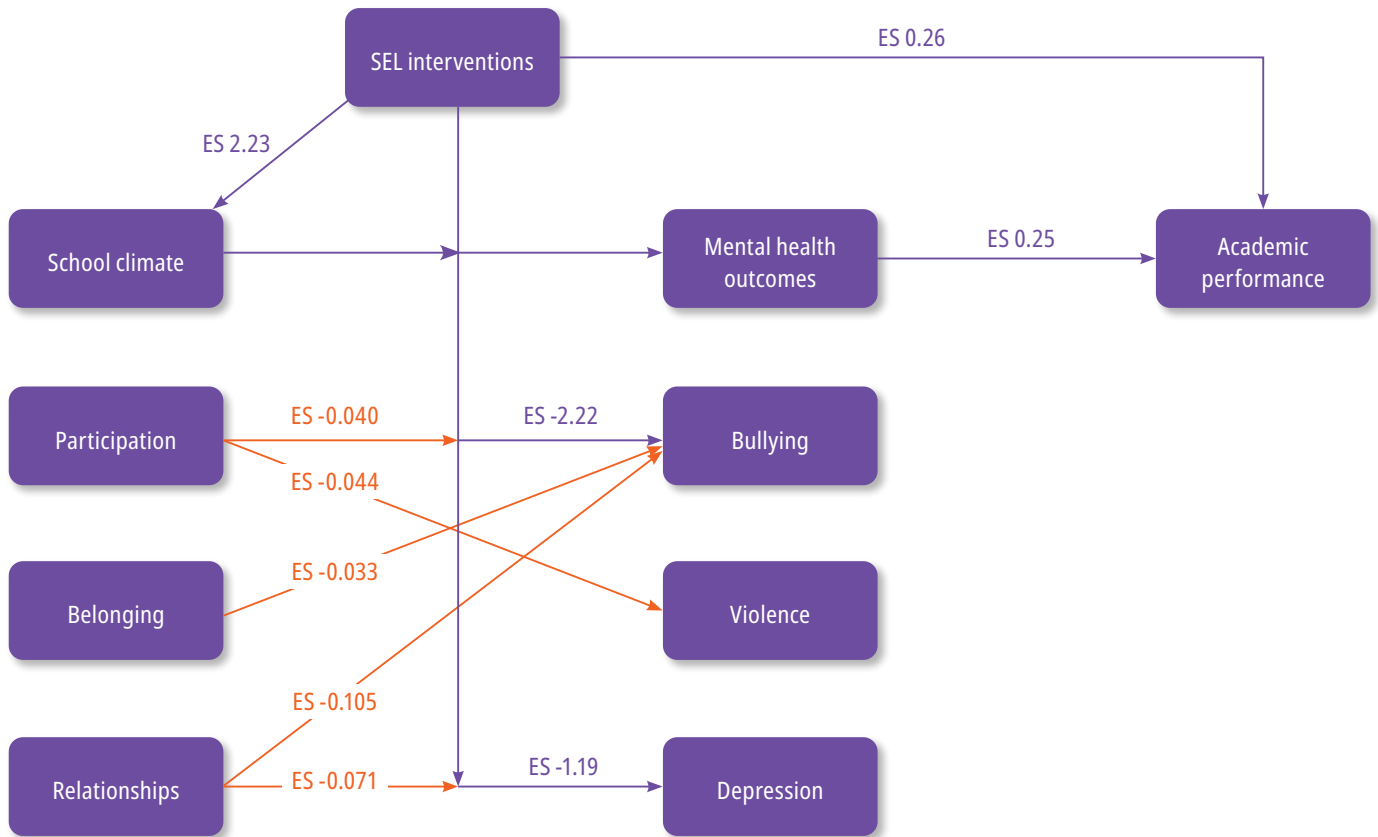 ES 0.26
SEL interventions
ES 2.23
School climate
Mental health
outcomes
ES 0.25
Academic
performance
ES -0.040
ES -2.22
Participation
Bullying
ES -0.044
ES -0.033
Belonging
Violence
ES -0.105
ES -1.19
Relationships
ES -0.071
Depression